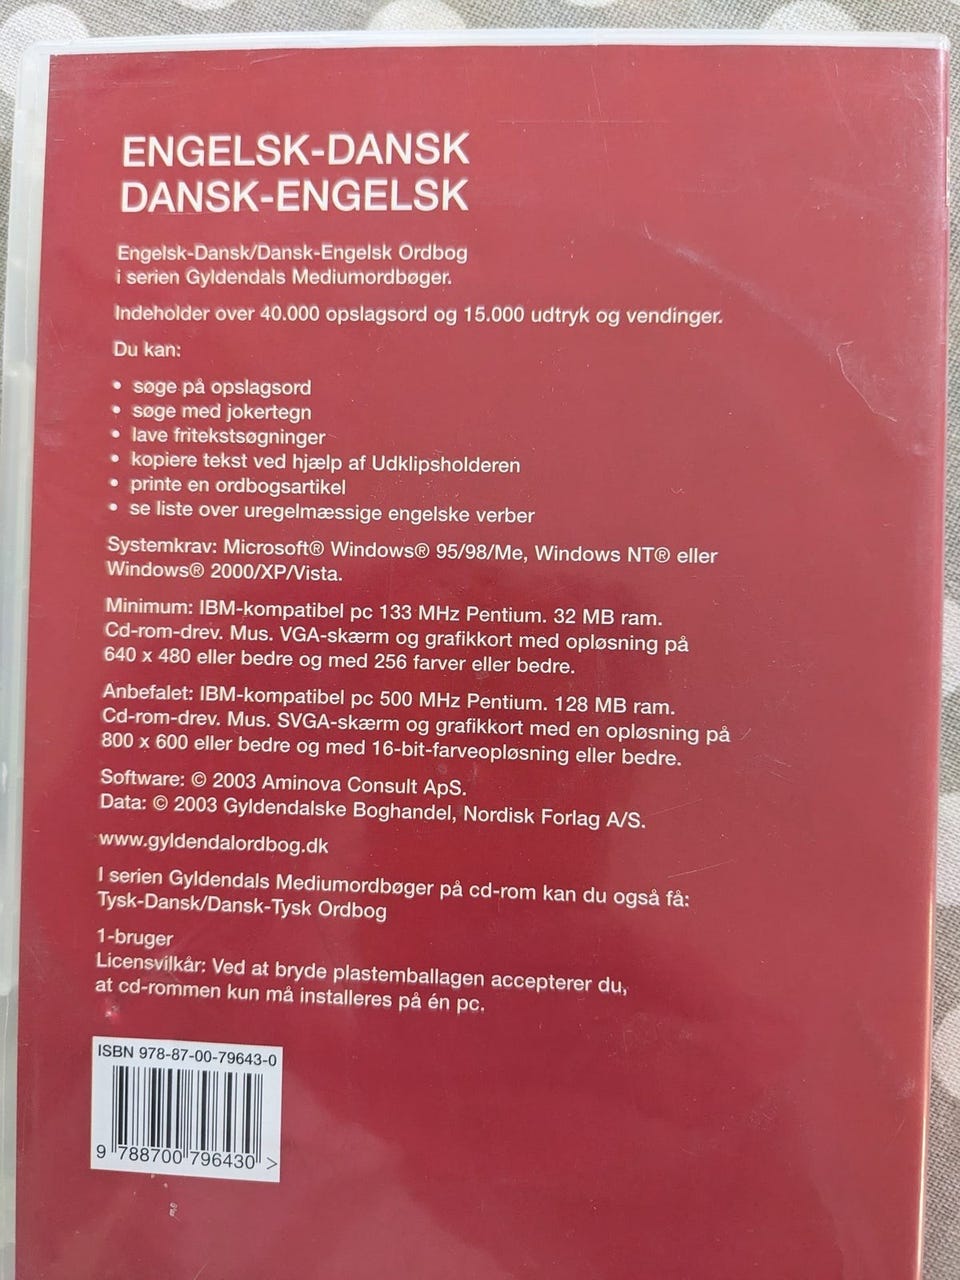 ENGELSK-DANSK
DANSK-ENGELSK
Engelsk-Dansk/Dansk-Engelsk Ordbog
i serien Gyldendals Mediumordbøger.
Indeholder over 40.000 opslagsord og 15.000 udtryk og vendinger.
Du kan:
• søge på opslagsord
• søge med jokertegn
• lave fritekstsøgninger
• kopiere tekst ved hjælp af Udklipsholderen
• printe en ordbogsartikel
• se liste over uregelmæssige engelske verber
Systemkrav: Microsoft® Windows® 95/98/Me, Windows NT® eller
Windows® 2000/XP/Vista.
Minimum: IBM-kompatibel pc 133 MHz Pentium. 32 MB ram.
Cd-rom-drev. Mus. VGA-skærm og grafikkort med opløsning på
640 x 480 eller bedre og med 256 farver eller bedre.
Anbefalet: IBM-kompatibel pc 500 MHz Pentium. 128 MB ram.
Cd-rom-drev. Mus. SVGA-skærm og grafikkort med en opløsning på
800 x 600 eller bedre og med 16-bit-farveopløsning eller bedre.
Software: © 2003 Aminova Consult ApS.
Data: © 2003 Gyldendalske Boghandel, Nordisk Forlag A/S.
www.gyldendalordbog.dk
I serien Gyldendals Mediumordbøger på cd-rom kan du også få:
Tysk-Dansk/Dansk-Tysk Ordbog
1-bruger
Licensvilkår: Ved at bryde plastemballagen accepterer du,
at cd-rommen kun må installeres på én pc.
ISBN 978-87-00-79643-0
9 788700 796430 >